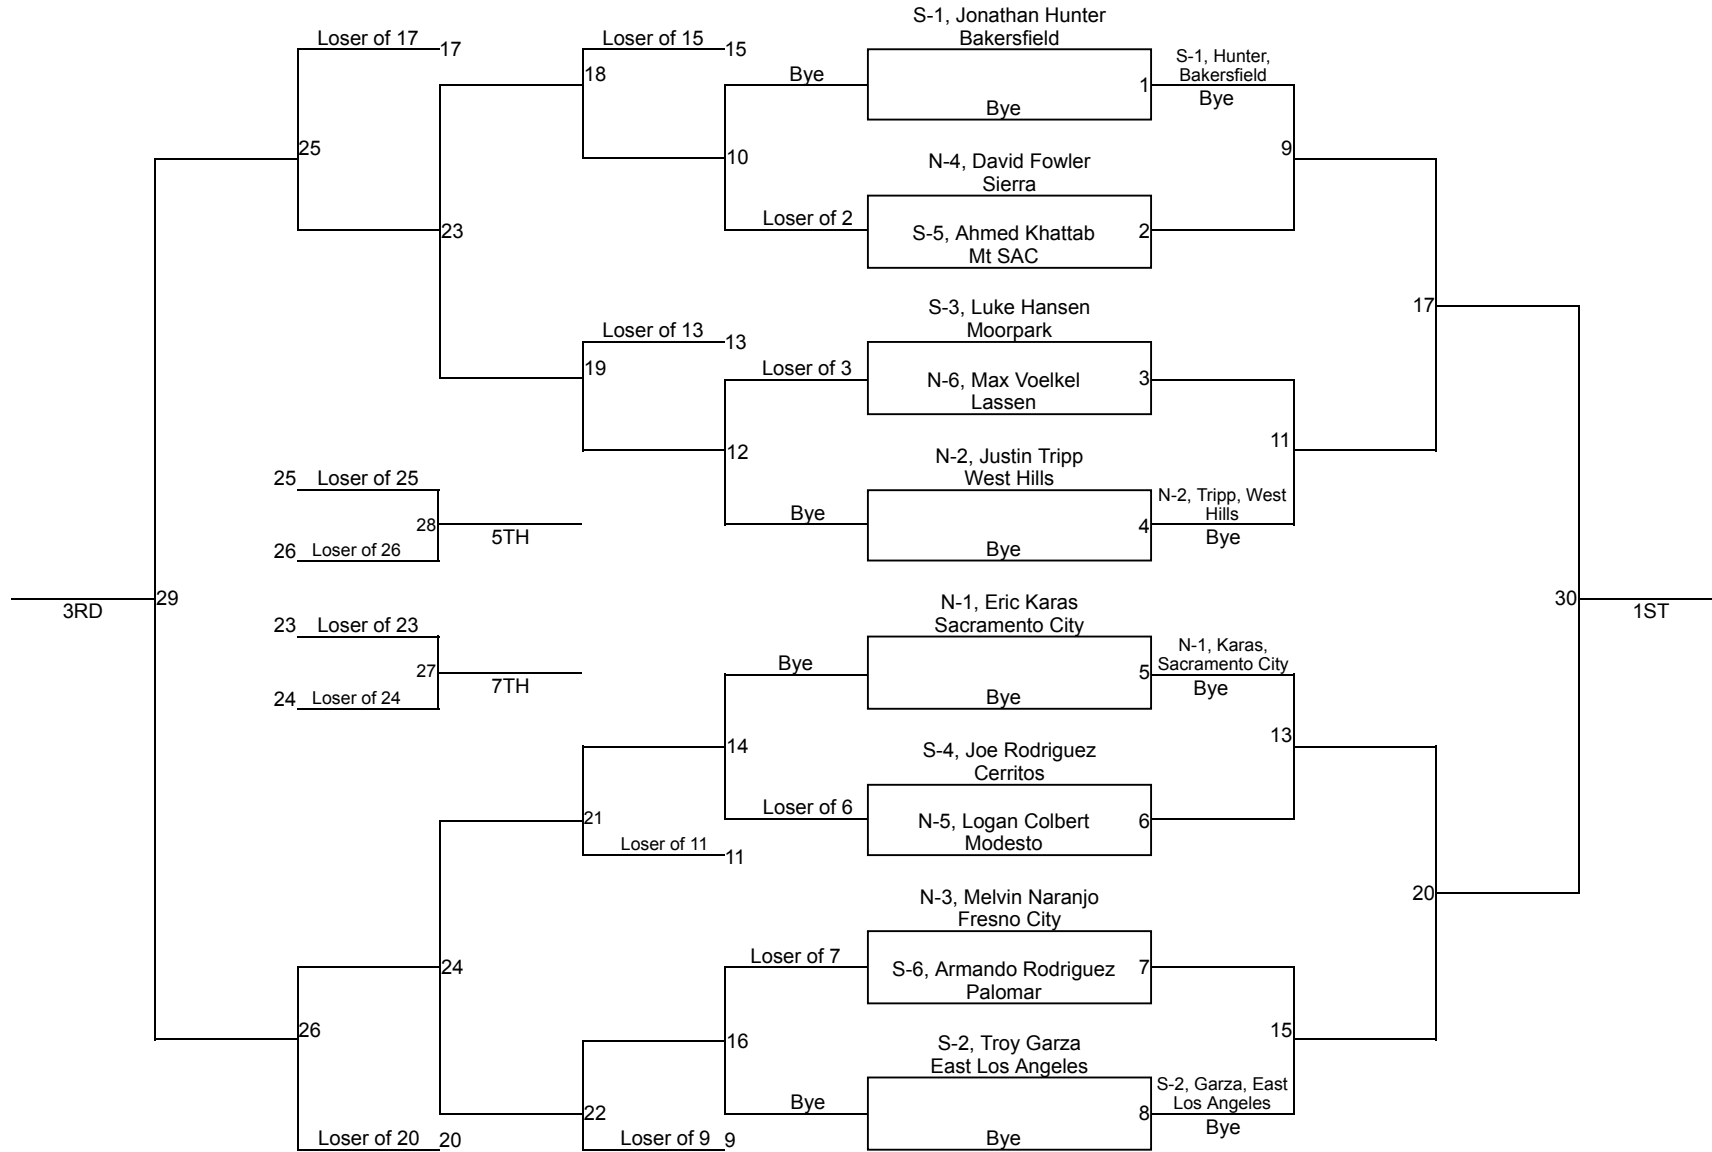 S-1, Jonathan Hunter
Bakersfield
Loser of 17
17
Loser of 15
15
S-1, Hunter,
Bakersfield
18
Bye
1
Bye
Bye
25
10
9
N-4, David Fowler
Sierra
Loser of 2
S-5, Ahmed Khattab
Mt SAC
2
23
S-3, Luke Hansen
Moorpark
17
Loser of 13
13
19
Loser of 3
N-6, Max Voelkel
Lassen
3
12
11
N-2, Justin Tripp
West Hills
25
Loser of 25
N-2, Tripp, West
Hills
28
5TH
Bye
4
Bye
26
Loser of 26
Bye
3RD
29
N-1, Eric Karas
Sacramento City
30
1ST
23
Loser of 23
N-1, Karas,
Sacramento City
27
7TH
Bye
5
Bye
24
Loser of 24
Bye
14
13
S-4, Joe Rodriguez
Cerritos
Loser of 6
N-5, Logan Colbert
Modesto
6
21
Loser of 11
11
N-3, Melvin Naranjo
Fresno City
20
24
Loser of 7
S-6, Armando Rodriguez
Palomar
7
26
16
15
S-2, Troy Garza
East Los Angeles
S-2, Garza, East
Los Angeles
22
Bye
8
Bye
Loser of 20
20
Loser of 9
9
Bye